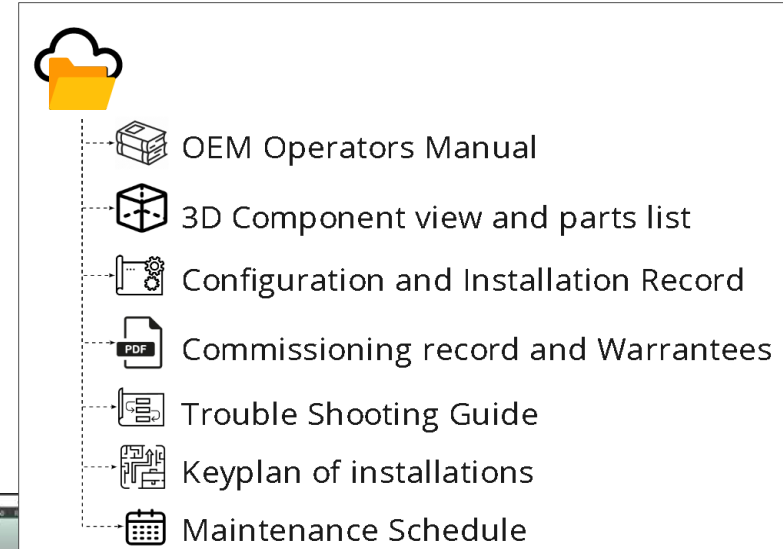 OEM Operators Manual
3D Component view and parts list
Configuration and Installation Record
PDF
Commissioning record and Warrantees
Trouble Shooting Guide
Keyplan of installations
Maintenance Schedule